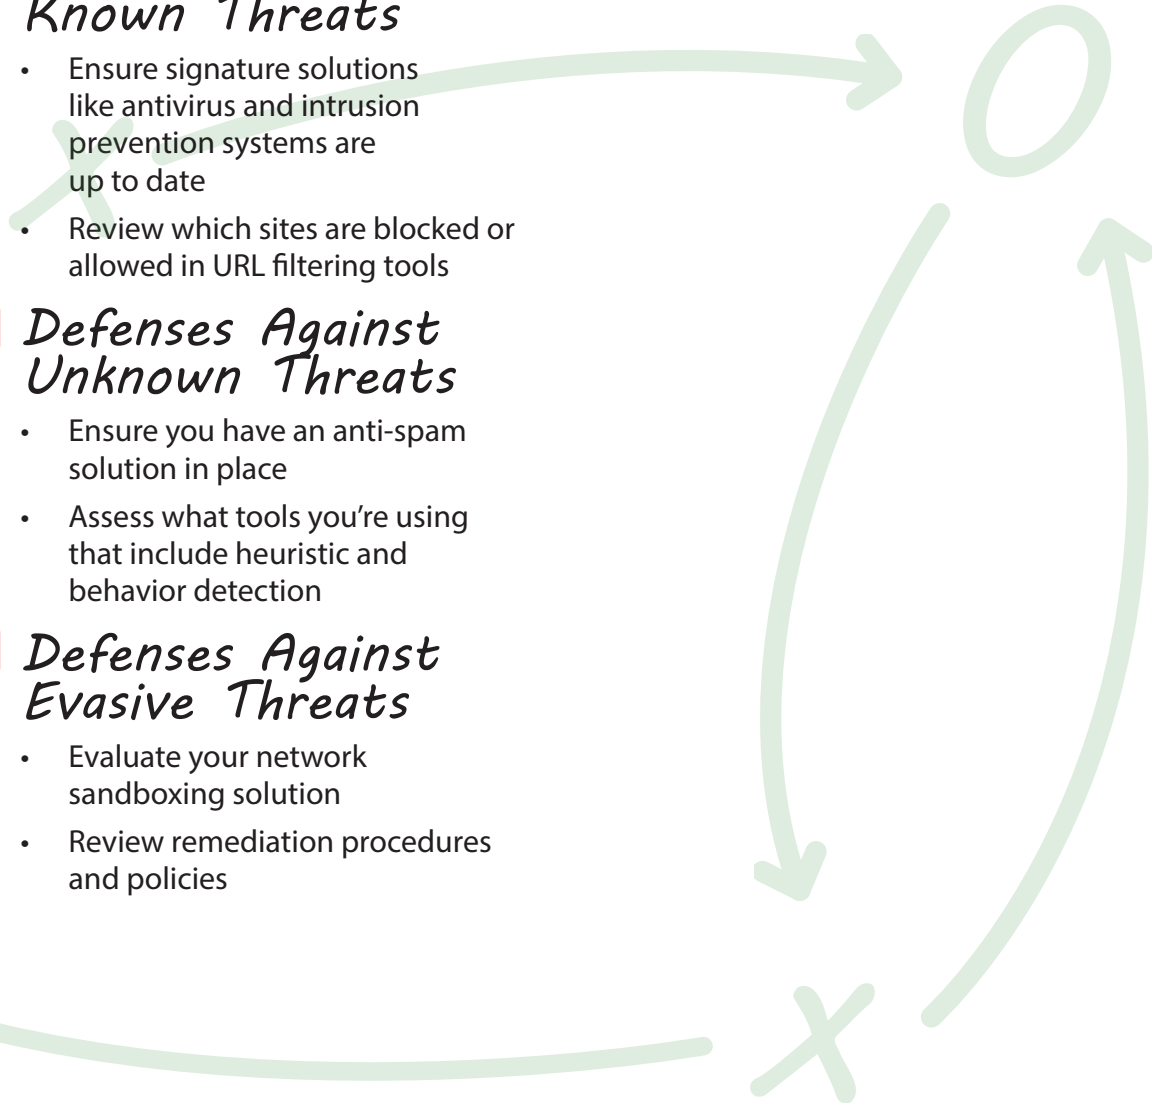 Known Threats
• Ensure signature solutions
like antivirus and intrusion
prevention systems are
up to date
• Review which sites are blocked or
allowed in URL filtering tools
Defenses Against
Unknown Threats
• Ensure you have an anti-spam
solution in place
• Assess what tools you’re using
that include heuristic and
behavior detection
Defenses Against
Evasive Threats
• Evaluate your network
sandboxing solution
• Review remediation procedures
and policies